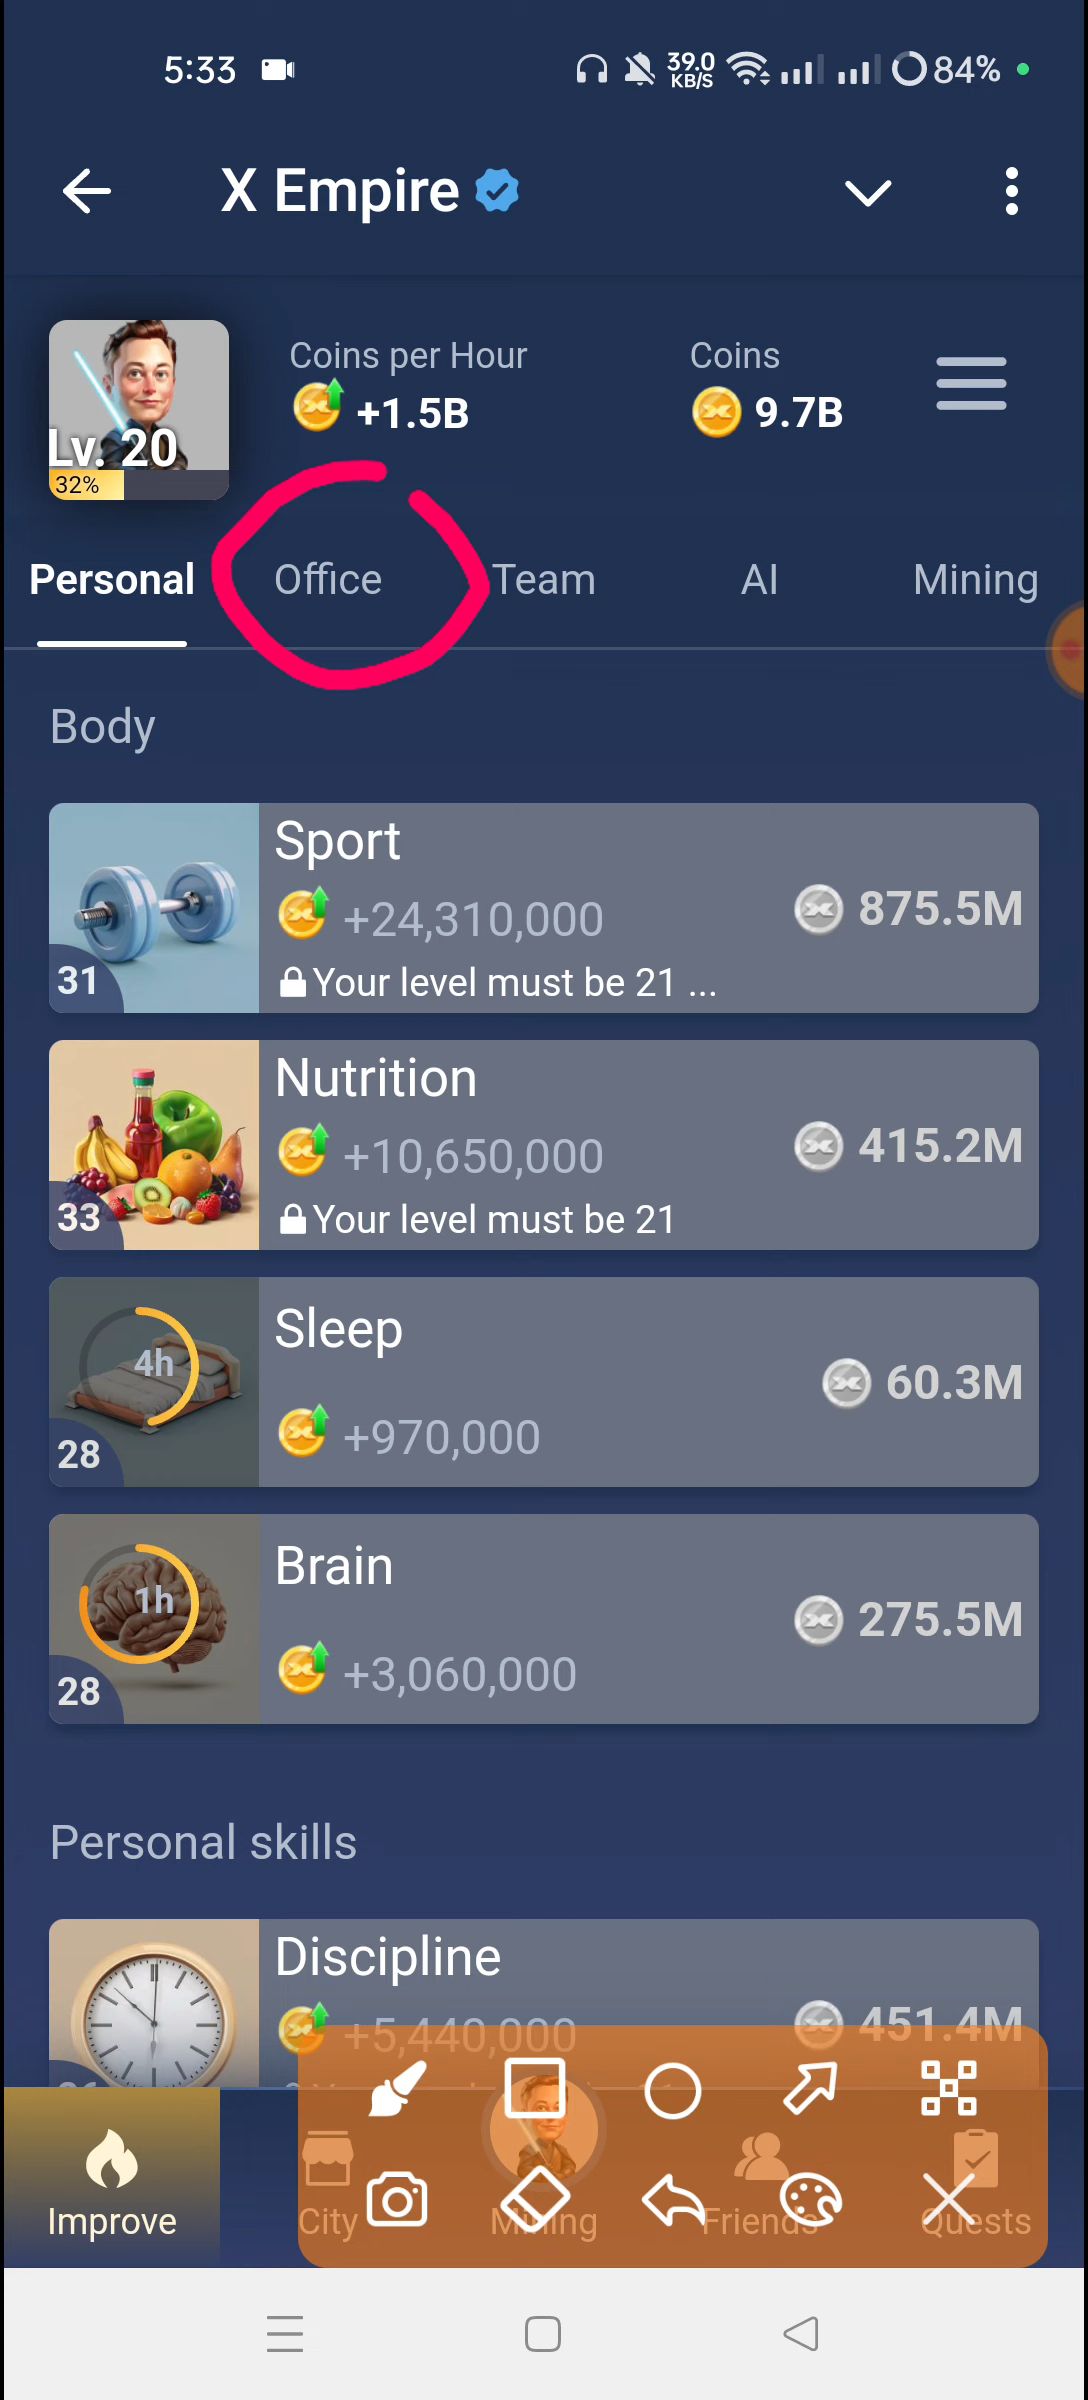 5:33 39.0 KB/S 84%
X Empire
Coins per Hour Coins
+1.5B 9.7B
Lv. 20
32%
Personal Office Team AI Mining
Body
Sport
+24,310,000 875.5M
31 Your level must be 21 ...
Nutrition
+10,650,000 415.2M
33 Your level must be 21
Sleep
4h 60.3M
28 +970,000
Brain
1h 275.5M
28 +3,060,000
Personal skills
Discipline
+5,440,000 451.4M
Improve City Mining Friends Quests